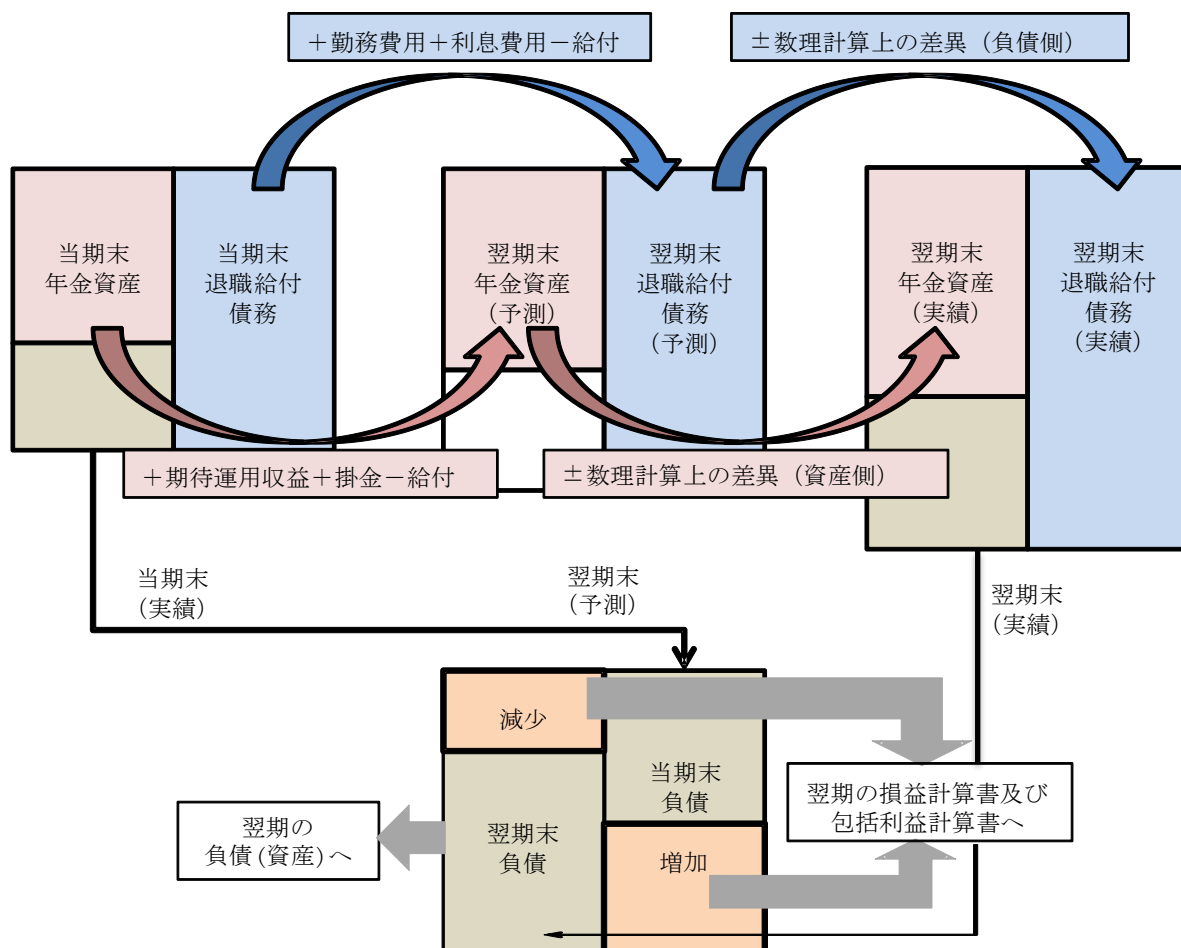 ＋勤務費用＋利息費用－給付
±数理計算上の差異（負債側）
当期末
年金資産
当期末
退職給付
債務
翌期末
年金資産
（予測）
翌期末
退職給付
債務
（予測）
翌期末
年金資産
（実績）
翌期末
退職給付
債務
（実績）
＋期待運用収益＋掛金－給付
±数理計算上の差異（資産側）
当期末
（実績）
翌期末
（予測）
翌期末
（実績）
減少
当期末
負債
翌期の損益計算書及び
包括利益計算書へ
翌期の
負債(資産)へ
翌期末
負債
増加